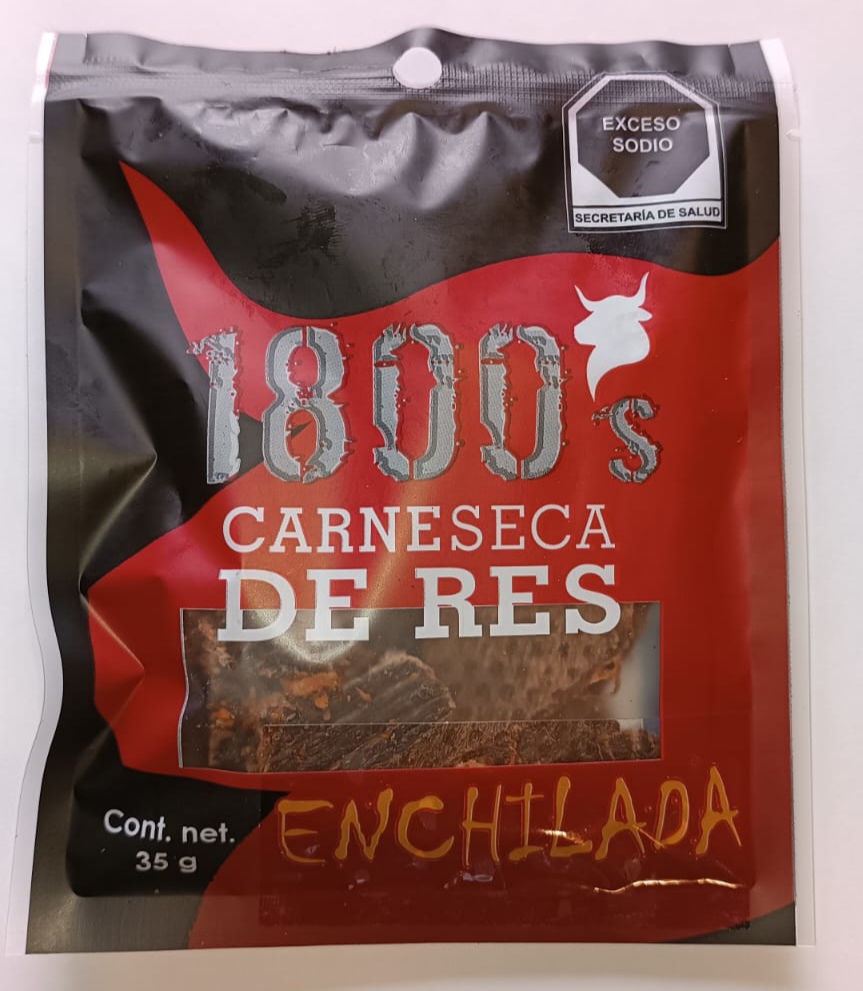 EXCESO
SODIO
SECRETARÍA DE SALUD
1800's
CARNESECA
DE RES
ENCHILADA
Cont. net.
35 g